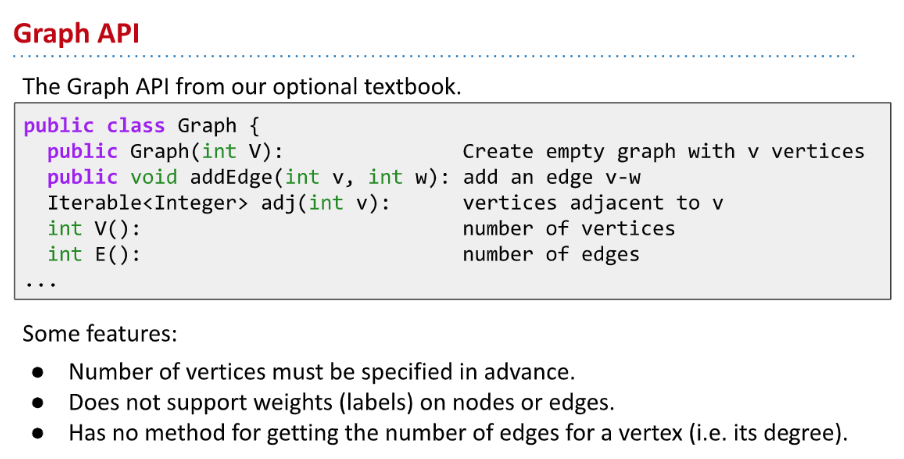 Graph API
The Graph API from our optional textbook.
public class Graph {
public Graph(int V): Create empty graph with v vertices
public void addEdge(int v, int w): add an edge v-w
Iterable<Integer> adj(int v): vertices adjacent to v
int V(): number of vertices
int E(): number of edges
...
Some features:
● Number of vertices must be specified in advance.
● Does not support weights (labels) on nodes or edges.
● Has no method for getting the number of edges for a vertex (i.e. its degree).